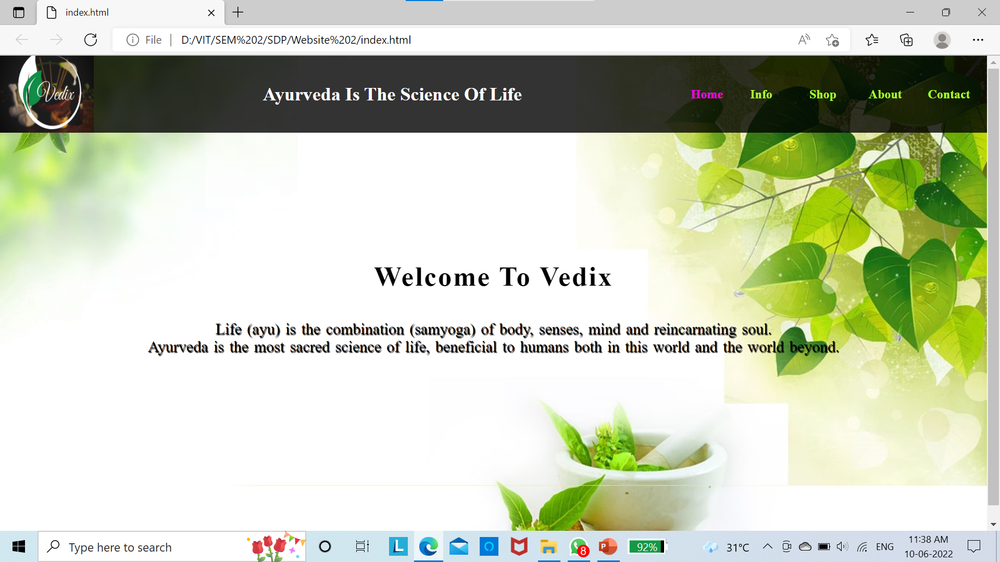 index.html
File
D:/VIT/SEM%202/SDP/Website%202/index.html
Vedix
Ayurveda Is The Science Of Life
Home Info Shop About Contact
Welcome To Vedix
Life (ayu) is the combination (samyoga) of body, senses, mind and reincarnating soul.
Ayurveda is the most sacred science of life, beneficial to humans both in this world and the world beyond.
Type here to search
L
8
P
92%
31°C
ENG
11:38 AM
10-06-2022